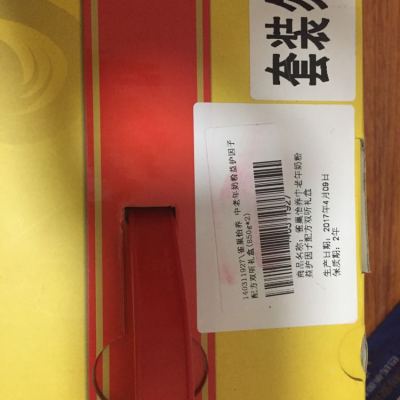 套装
140311927\雀巢怡养 中老年奶粉益护因子
配方双听礼盒(850g*2)
140311927
商品名称: 雀巢怡养中老年奶粉
益护因子配方双听礼盒
生产日期: 2017年4月09日
保质期: 2年